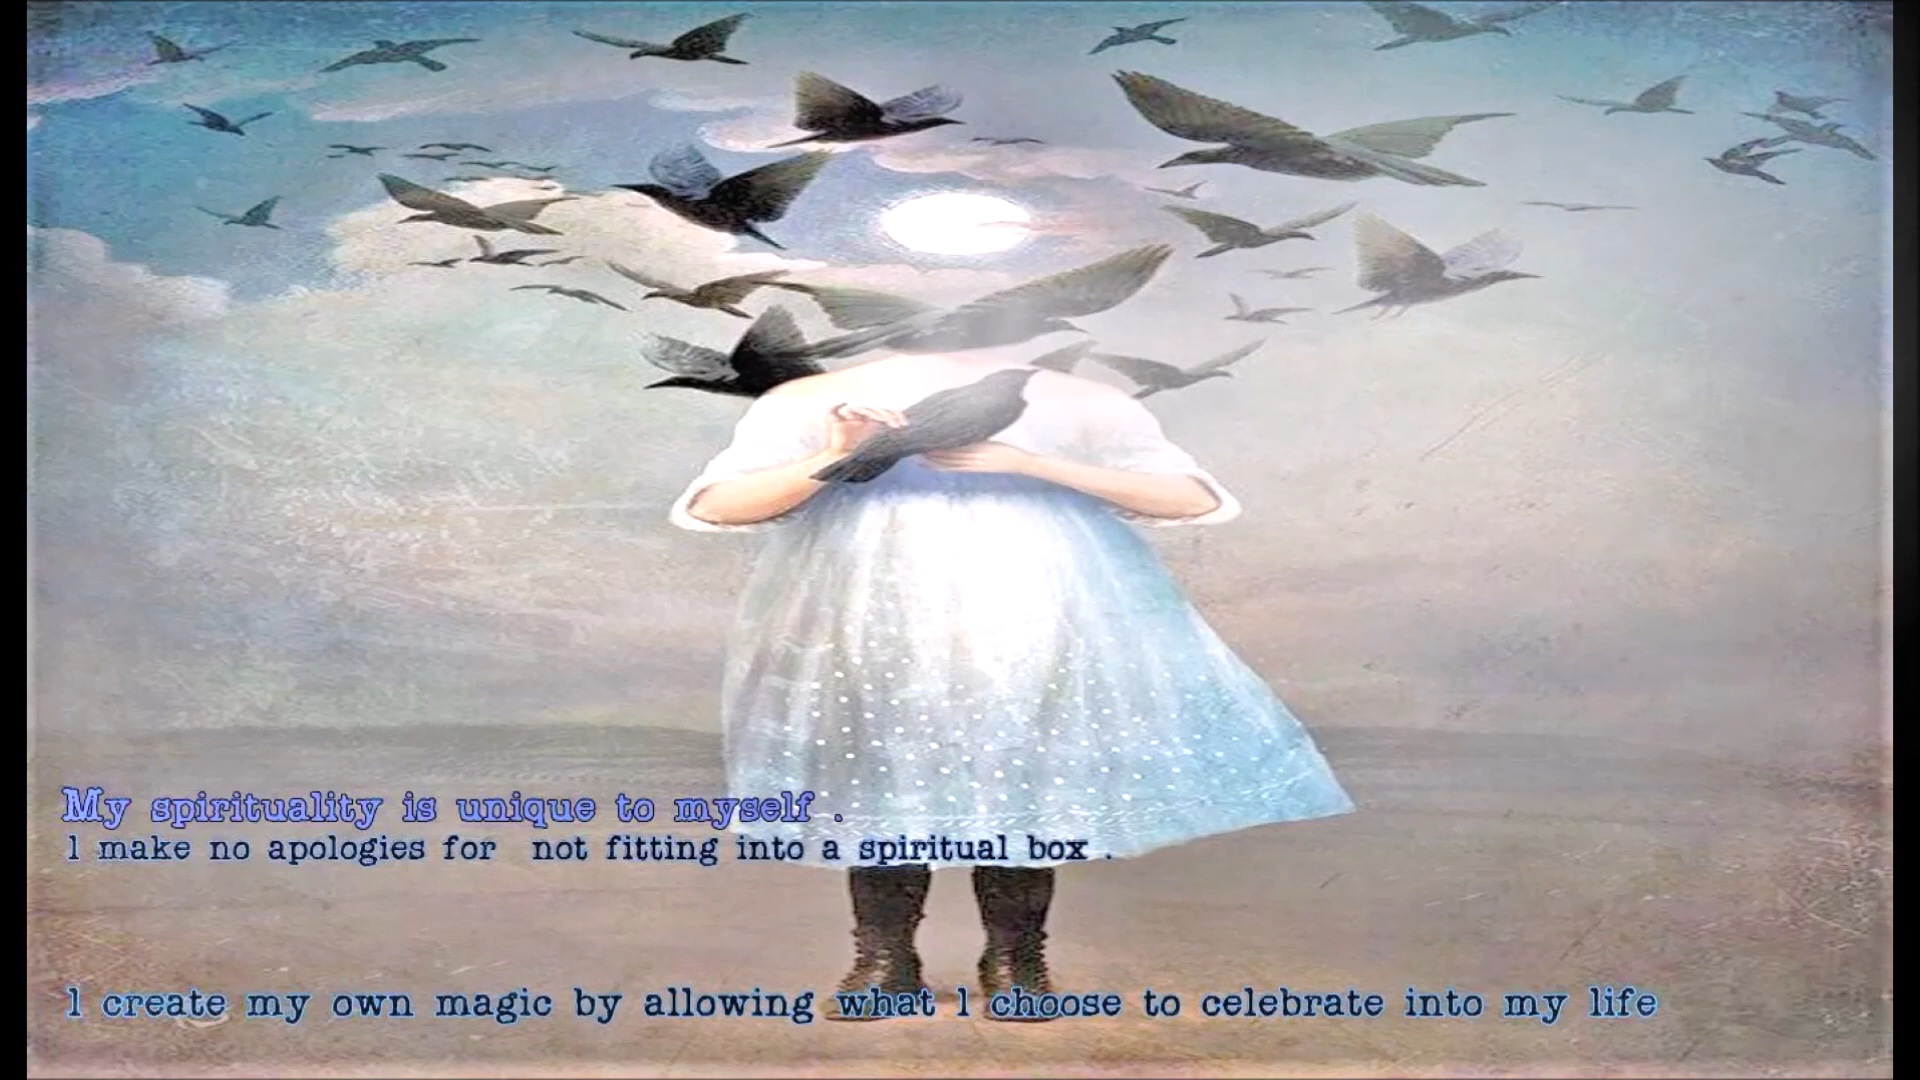 My spirituality is unique to myself .
I make no apologies for not fitting into a spiritual box .
I create my own magic by allowing what I choose to celebrate into my life